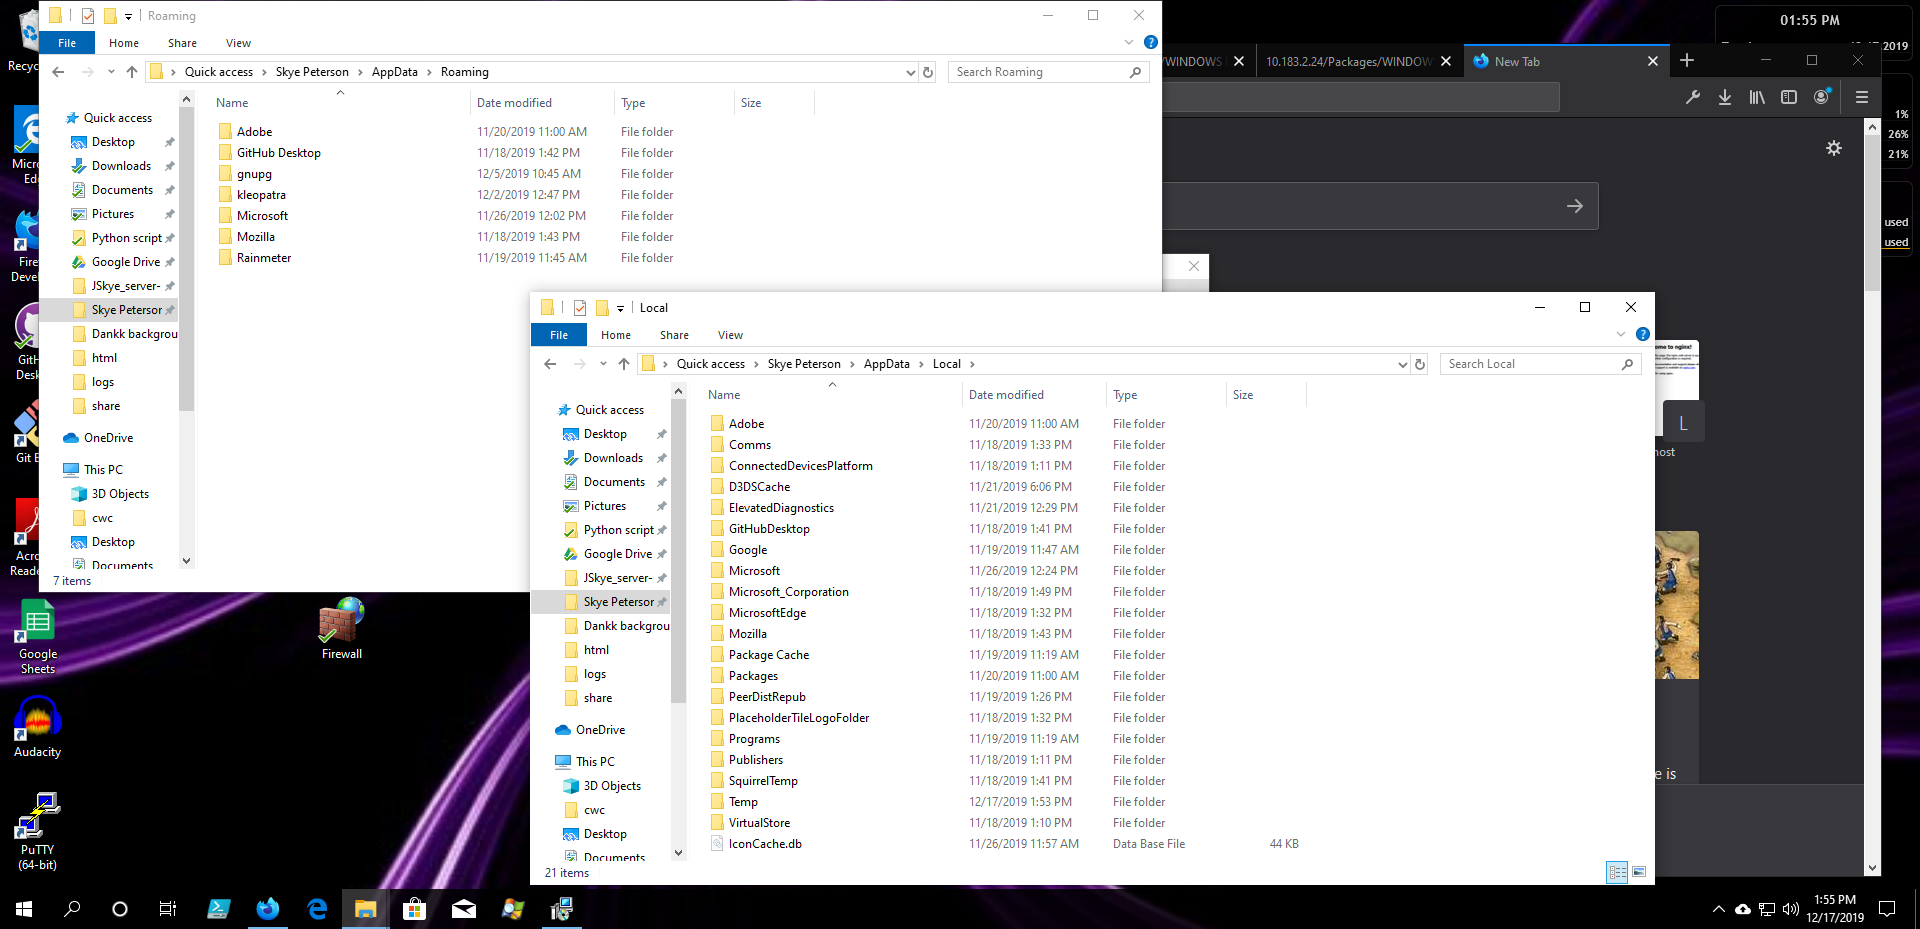 Recyc
Micro
Ed
Fire
Devel
GitH
Desk
Git B
Acro
Reade
Google
Sheets
Audacity
PuTTY
(64-bit)
Firewall
Roaming
File Home Share View
Quick access > Skye Peterson > AppData > Roaming
Search Roaming
Quick access
Desktop
Downloads
Documents
Pictures
Python script
Google Drive
JSkye_server-
Skye Peterson
Dankk backgrou
html
logs
share
OneDrive
This PC
3D Objects
cwc
Desktop
Documents
Name Date modified Type Size
Adobe 11/20/2019 11:00 AM File folder
GitHub Desktop 11/18/2019 1:42 PM File folder
gnupg 12/5/2019 10:45 AM File folder
kleopatra 12/2/2019 12:47 PM File folder
Microsoft 11/26/2019 12:02 PM File folder
Mozilla 11/18/2019 1:43 PM File folder
Rainmeter 11/19/2019 11:45 AM File folder
7 items
Local
File Home Share View
Quick access > Skye Peterson > AppData > Local >
Search Local
Quick access
Desktop
Downloads
Documents
Pictures
Python script
Google Drive
JSkye_server-
Skye Peterson
Dankk backgrou
html
logs
share
OneDrive
This PC
3D Objects
cwc
Desktop
Documents
Name Date modified Type Size
Adobe 11/20/2019 11:00 AM File folder
Comms 11/18/2019 1:33 PM File folder
ConnectedDevicesPlatform 11/18/2019 1:11 PM File folder
D3DSCache 11/21/2019 6:06 PM File folder
ElevatedDiagnostics 11/21/2019 12:29 PM File folder
GitHubDesktop 11/18/2019 1:41 PM File folder
Google 11/19/2019 11:47 AM File folder
Microsoft 11/26/2019 12:24 PM File folder
Microsoft_Corporation 11/18/2019 1:49 PM File folder
MicrosoftEdge 11/18/2019 1:32 PM File folder
Mozilla 11/18/2019 1:43 PM File folder
Package Cache 11/19/2019 11:19 AM File folder
Packages 11/20/2019 11:00 AM File folder
PeerDistRepub 11/19/2019 1:26 PM File folder
PlaceholderTileLogoFolder 11/18/2019 1:32 PM File folder
Programs 11/19/2019 11:19 AM File folder
Publishers 11/18/2019 1:11 PM File folder
SquirrelTemp 11/18/2019 1:41 PM File folder
Temp 12/17/2019 1:53 PM File folder
VirtualStore 11/18/2019 1:10 PM File folder
IconCache.db 11/26/2019 11:57 AM Data Base File 44 KB
21 items
/WINDOWS
10.183.2.24/Packages/WINDOW
New Tab
ome to nginx!
L
ost
e is
01:55 PM
2019
1%
26%
21%
used
used
1:55 PM
12/17/2019